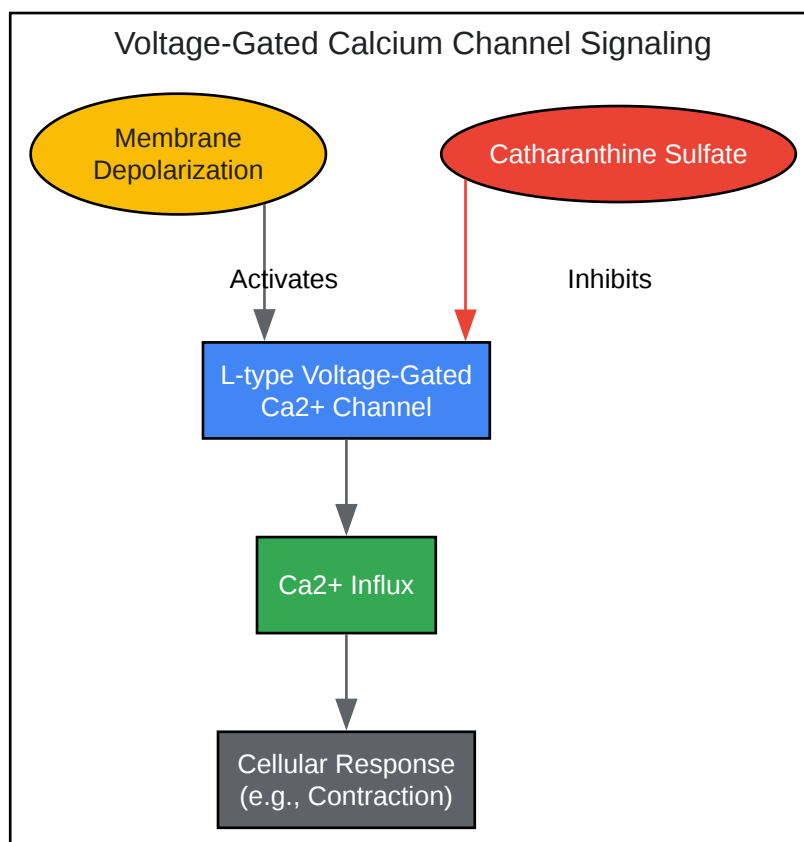 Voltage-Gated Calcium Channel Signaling
Membrane
Depolarization
Catharanthine Sulfate
Activates
Inhibits
L-type Voltage-Gated
Ca2+ Channel
Ca2+ Influx
Cellular Response
(e.g., Contraction)